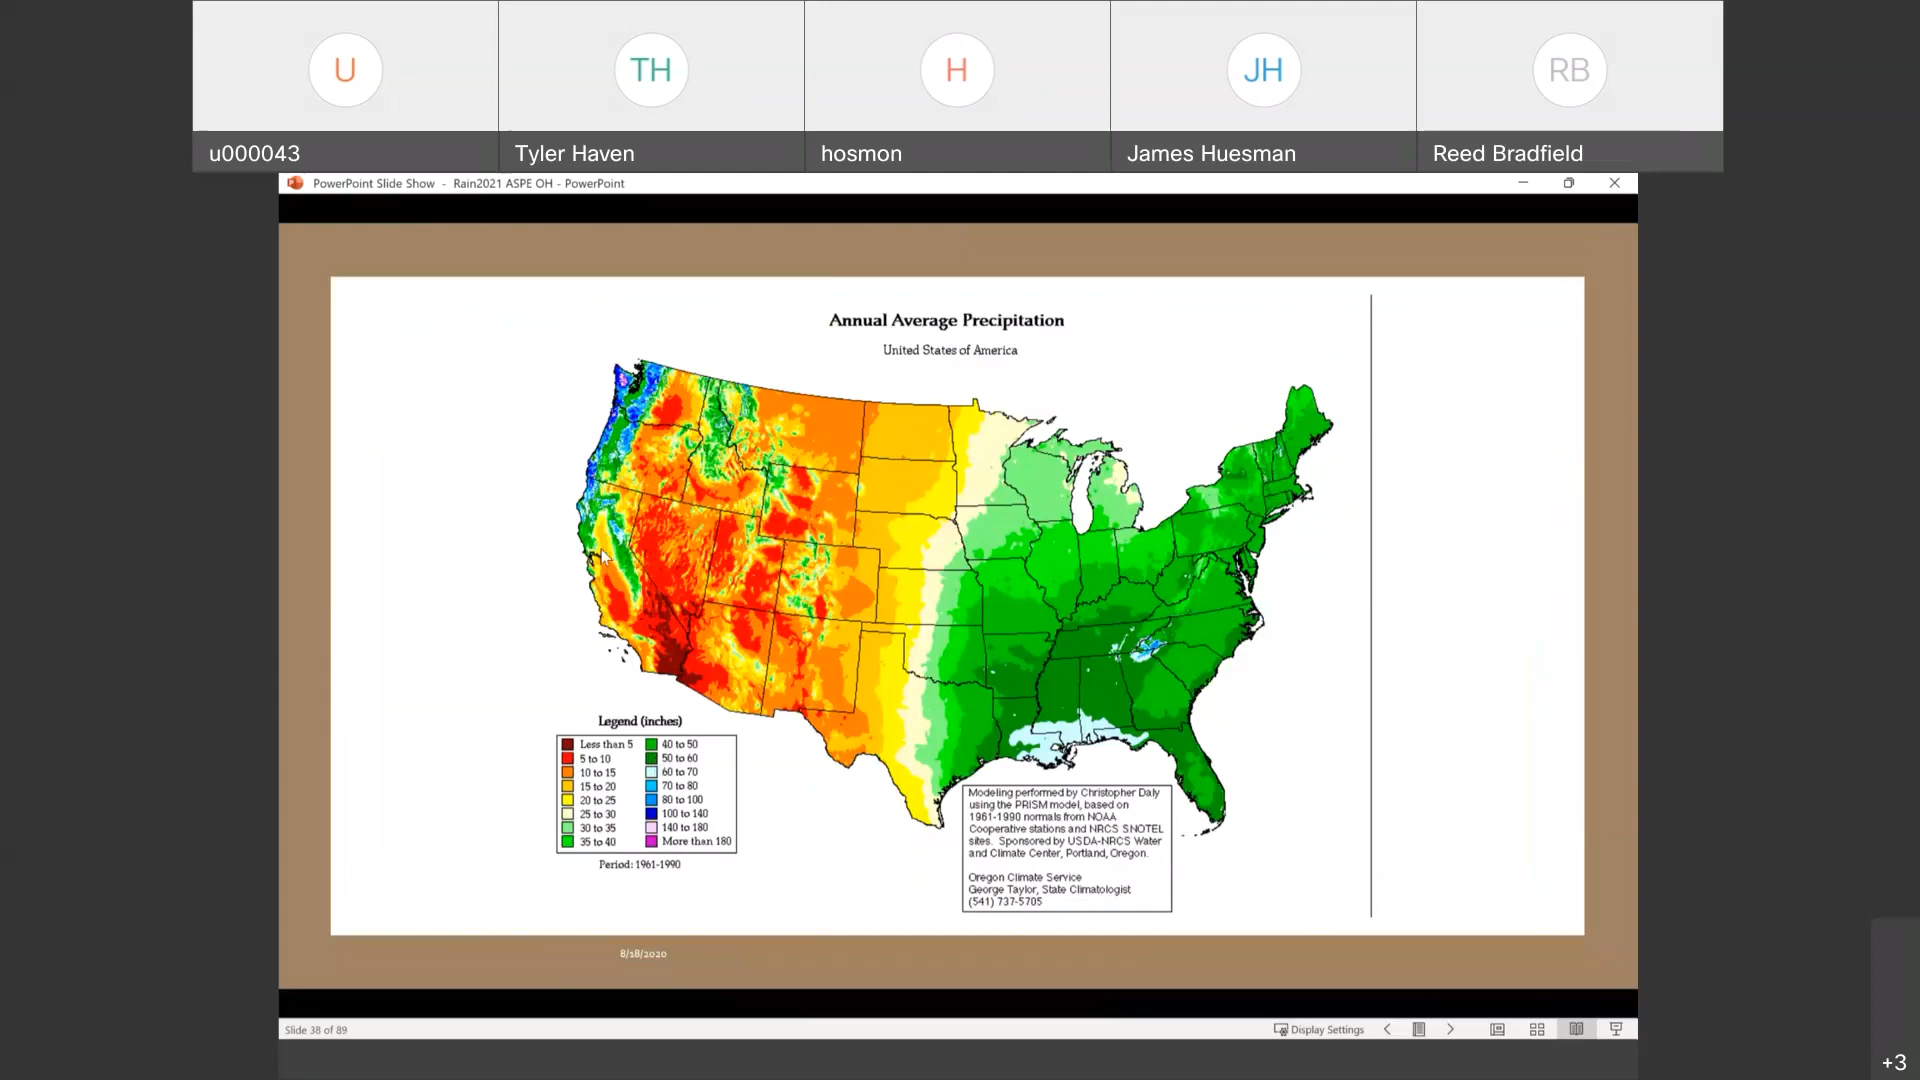 U
TH
H
JH
RB
u000043
Tyler Haven
hosmon
James Huesman
Reed Bradfield
PowerPoint Slide Show - Rain2021 ASPE OH - PowerPoint
Annual Average Precipitation
United States of America
Legend (inches)
Less than 5
5 to 10
10 to 15
15 to 20
20 to 25
25 to 30
30 to 35
35 to 40
40 to 50
50 to 60
60 to 70
70 to 80
80 to 100
100 to 140
140 to 180
More than 180
Period: 1961-1990
Modeling performed by Christopher Daly
using the PRISM model, based on
1961-1990 normals from NOAA
Cooperative stations and NRCS SNOTEL
sites. Sponsored by USDA-NRCS Water
and Climate Center, Portland, Oregon.
Oregon Climate Service
George Taylor, State Climatologist
(541) 737-5705
8/18/2020
Slide 38 of 89
Display Settings
+3